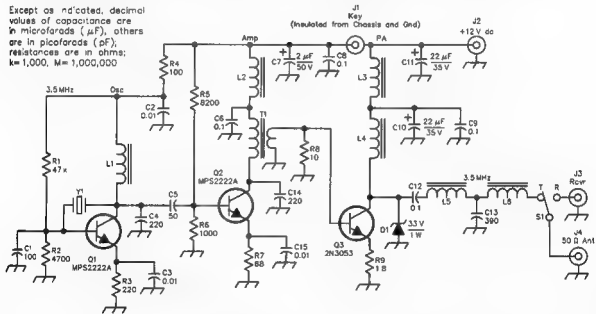 Except as indicated, decimal
values of capacitance are
in microfarads (µF), others
are in picofarads (pF);
resistances are in ohms;
k=1,000, M=1,000,000
J1
Key
(Insulated from Chassis and Gnd)
J2
+12 V dc
Amp
PA
C7
+
2 µF
50 V
C8
0.1
C11
+
22 µF
35 V
3.5 MHz
Osc
R4
100
C2
0.01
R5
8200
L2
L3
C6
0.1
T1
C10
+
22 µF
35 V
C9
0.1
R1
47 k
L1
Y1
R8
10
L4
Q2
MPS2222A
C5
50
C4
220
R6
1000
C14
220
C12
0.1
3.5 MHz
L5
L6
T
R
J3
Rcvr
C13
390
S1
D1
33 V
1 W
J4
50 Ω Ant
C1
100
R2
4700
Q1
MPS2222A
R3
220
C3
0.01
R7
68
C15
0.01
Q3
2N3053
R9
1.8